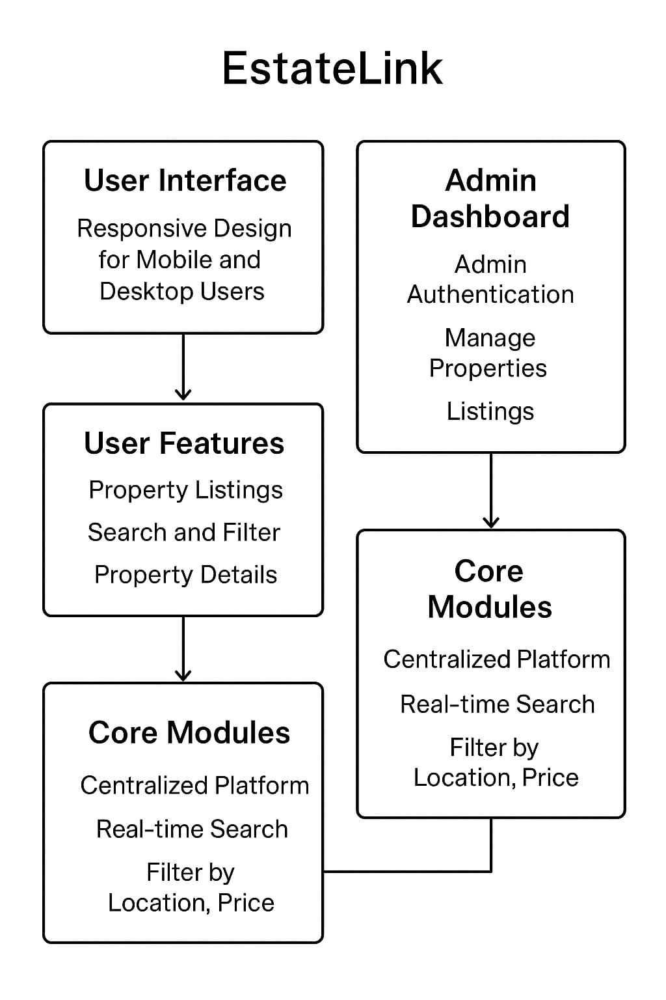 EstateLink
User Interface
Responsive Design
for Mobile and
Desktop Users
User Features
Property Listings
Search and Filter
Property Details
Core Modules
Centralized Platform
Real-time Search
Filter by
Location, Price
Admin
Dashboard
Admin
Authentication
Manage
Properties
Listings
Core
Modules
Centralized Platform
Real-time Search
Filter by
Location, Price